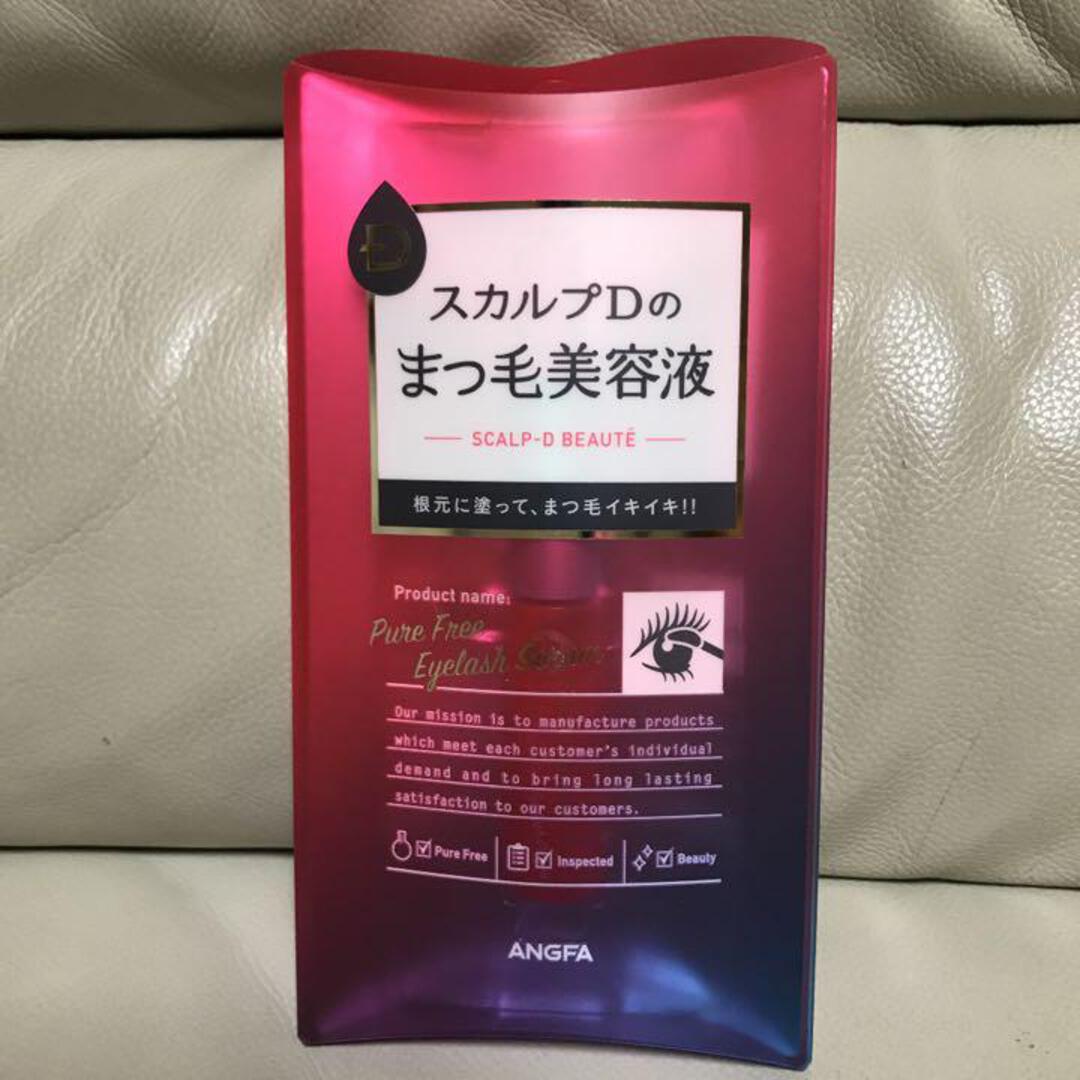 D
スカルプDの
まつ毛美容液
SCALP-D BEAUTÉ
根元に塗って、まつ毛イキイキ!!
Product name:
Pure Free
Eyelash Serum
Our mission is to manufacture products
which meet each customer's individual
demand and to bring long lasting
satisfaction to our customers.
Pure Free
Inspected
Beauty
ANGFA